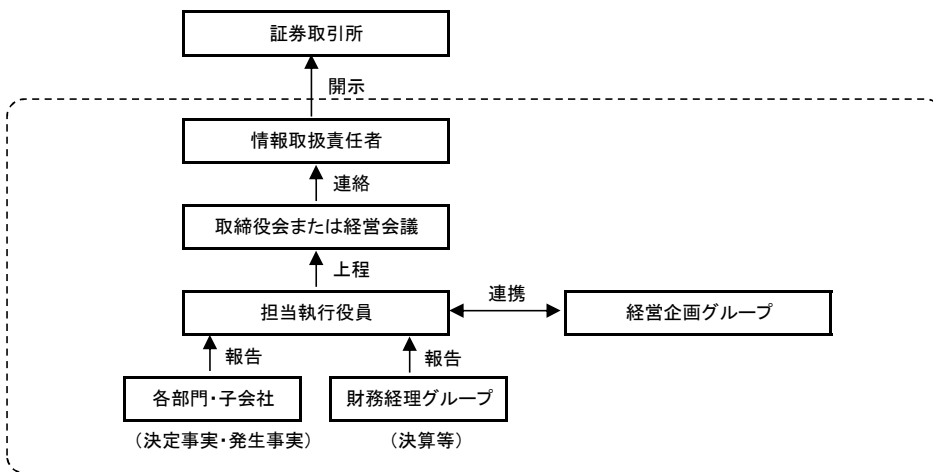 証券取引所
開示
情報取扱責任者
連絡
取締役会または経営会議
上程
担当執行役員
連携
経営企画グループ
報告
報告
各部門・子会社
財務経理グループ
（決定事実・発生事実）
（決算等）